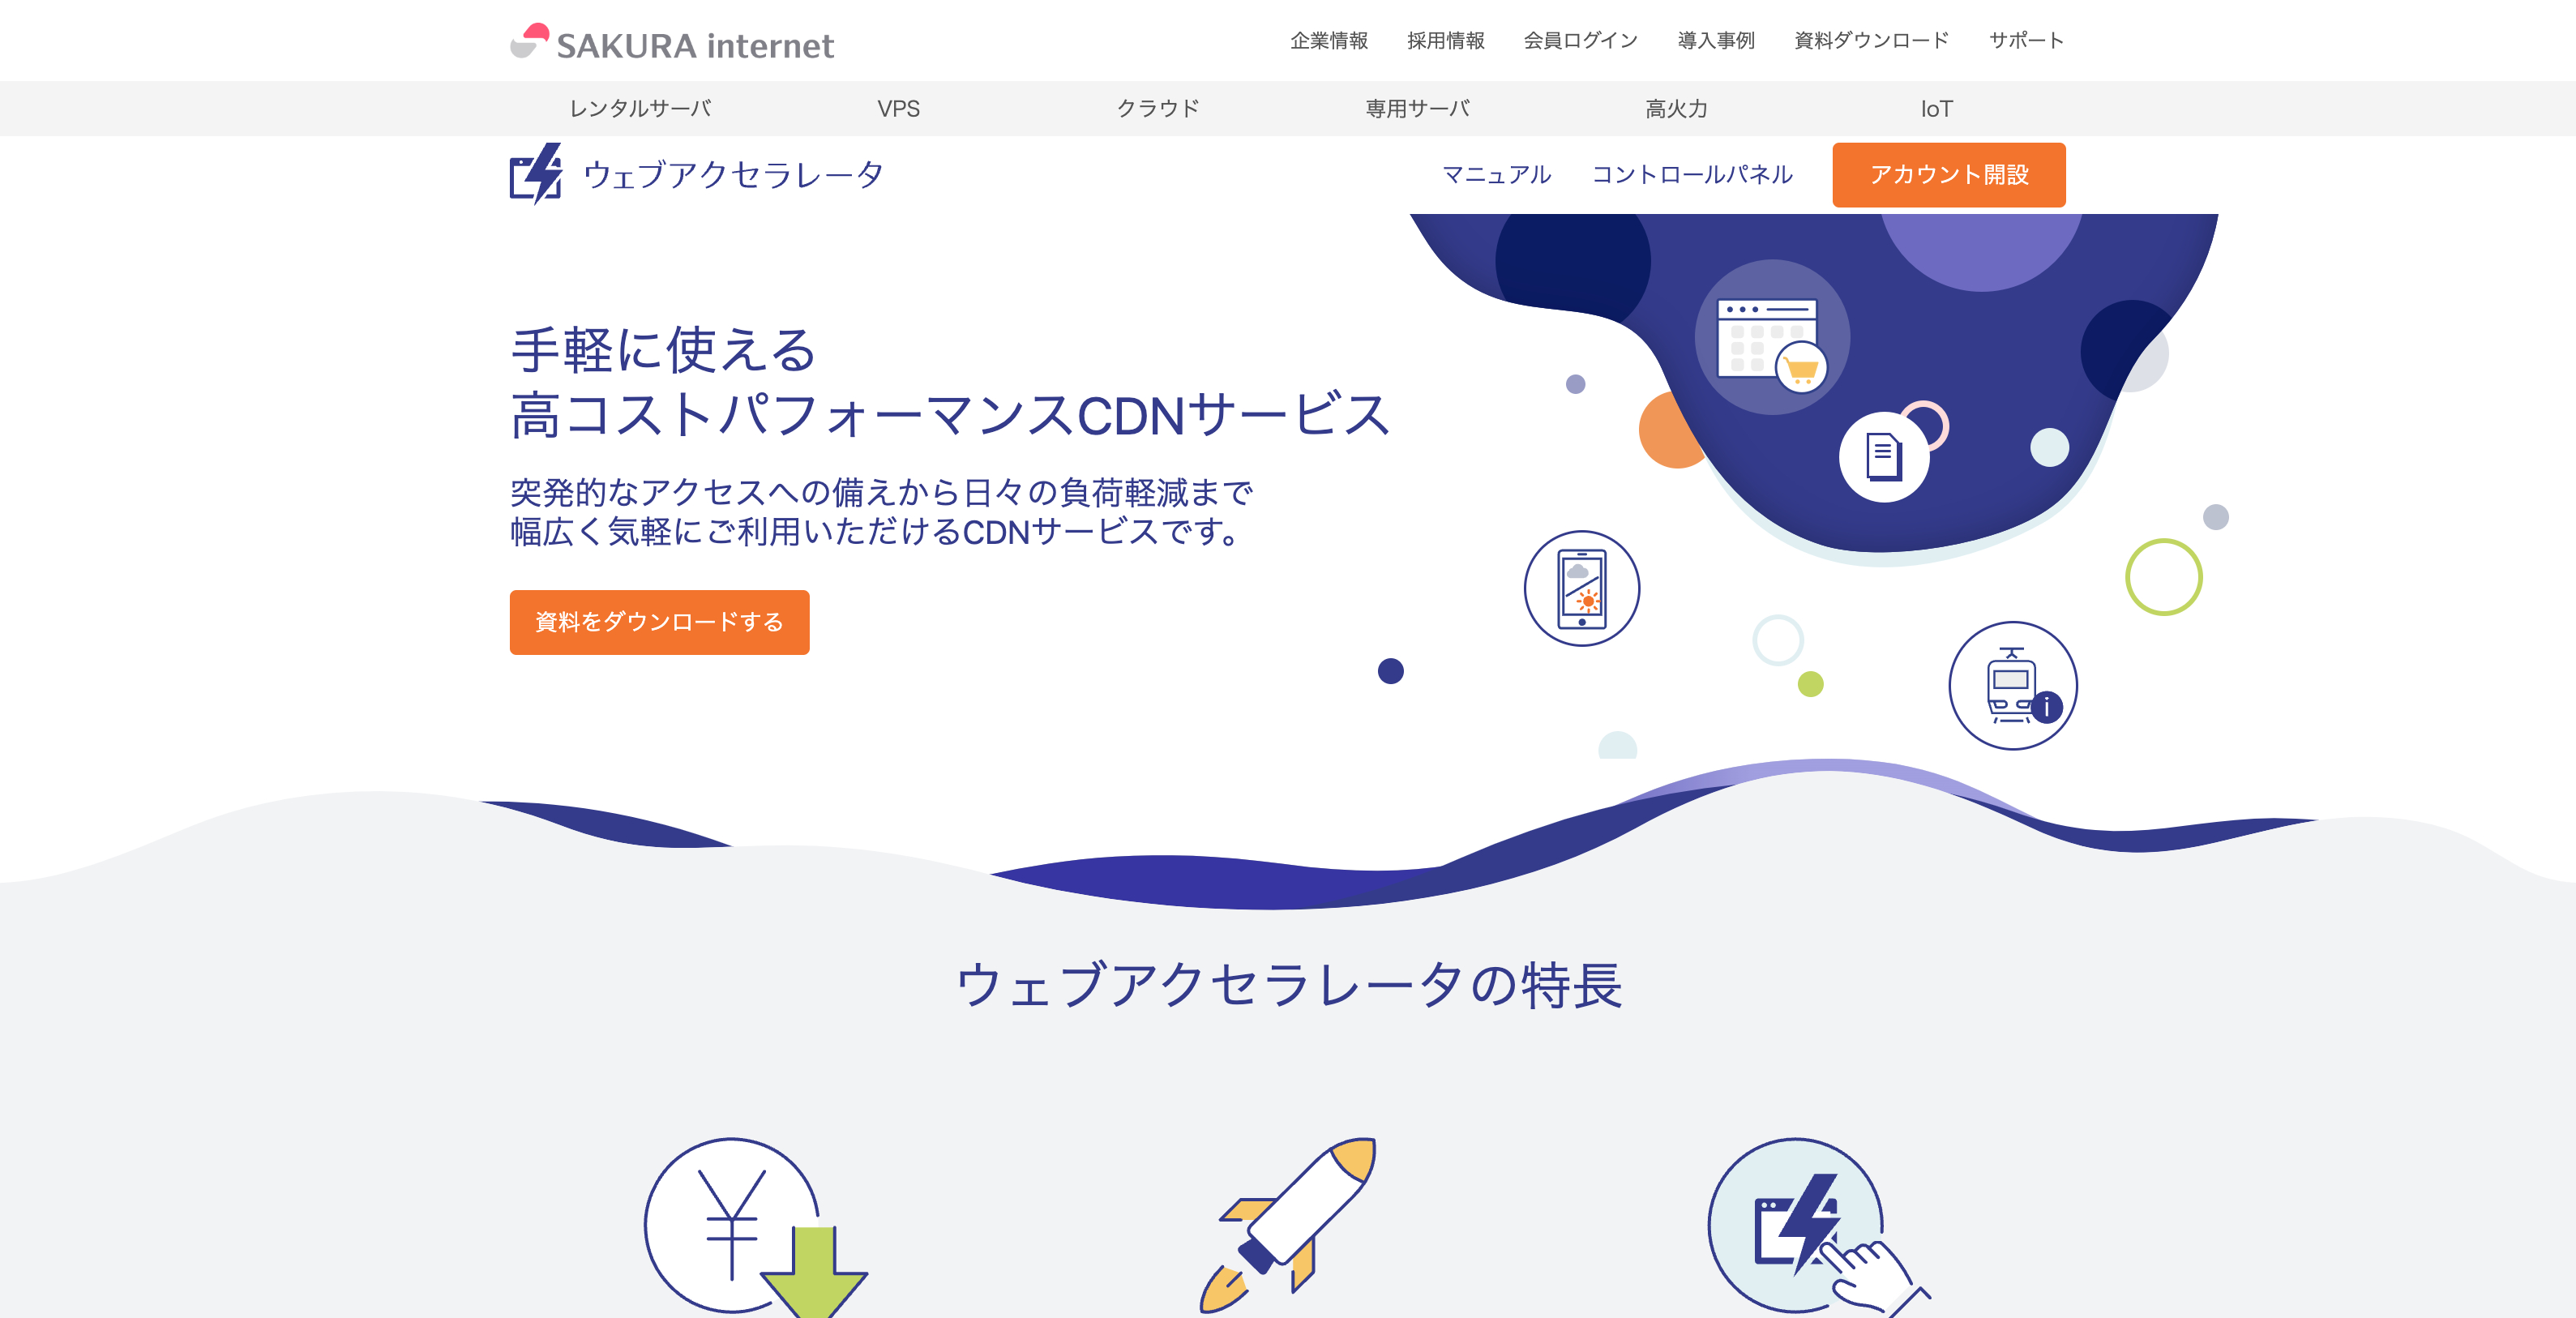 SAKURA internet
企業情報 採用情報 会員ログイン 導入事例 資料ダウンロード サポート
レンタルサーバ VPS クラウド 専用サーバ 高火力 IoT
ウェブアクセラレータ
マニュアル コントロールパネル アカウント開設
手軽に使える
高コストパフォーマンスCDNサービス
突発的なアクセスへの備えから日々の負荷軽減まで
幅広く気軽にご利用いただけるCDNサービスです。
資料をダウンロードする
i
ウェブアクセラレータの特長
¥